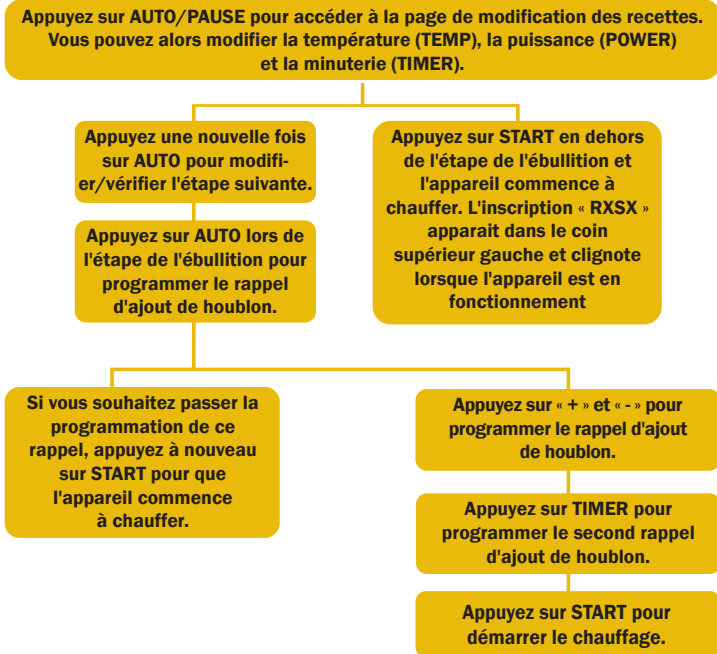 Appuyez sur AUTO/PAUSE pour accéder à la page de modification des recettes.
Vous pouvez alors modifier la température (TEMP), la puissance (POWER)
et la minuterie (TIMER).
Appuyez une nouvelle fois
sur AUTO pour modifi-
er/vérifier l'étape suivante.
Appuyez sur AUTO lors de
l'étape de l'ébullition pour
programmer le rappel
d'ajout de houblon.
Appuyez sur START en dehors
de l'étape de l'ébullition et
l'appareil commence à
chauffer. L'inscription « RXSX »
apparait dans le coin
supérieur gauche et clignote
lorsque l'appareil est en
fonctionnement
Si vous souhaitez passer la
programmation de ce
rappel, appuyez à nouveau
sur START pour que
l'appareil commence
à chauffer.
Appuyez sur « + » et « - » pour
programmer le rappel d'ajout
de houblon.
Appuyez sur TIMER pour
programmer le second rappel
d'ajout de houblon.
Appuyez sur START pour
démarrer le chauffage.